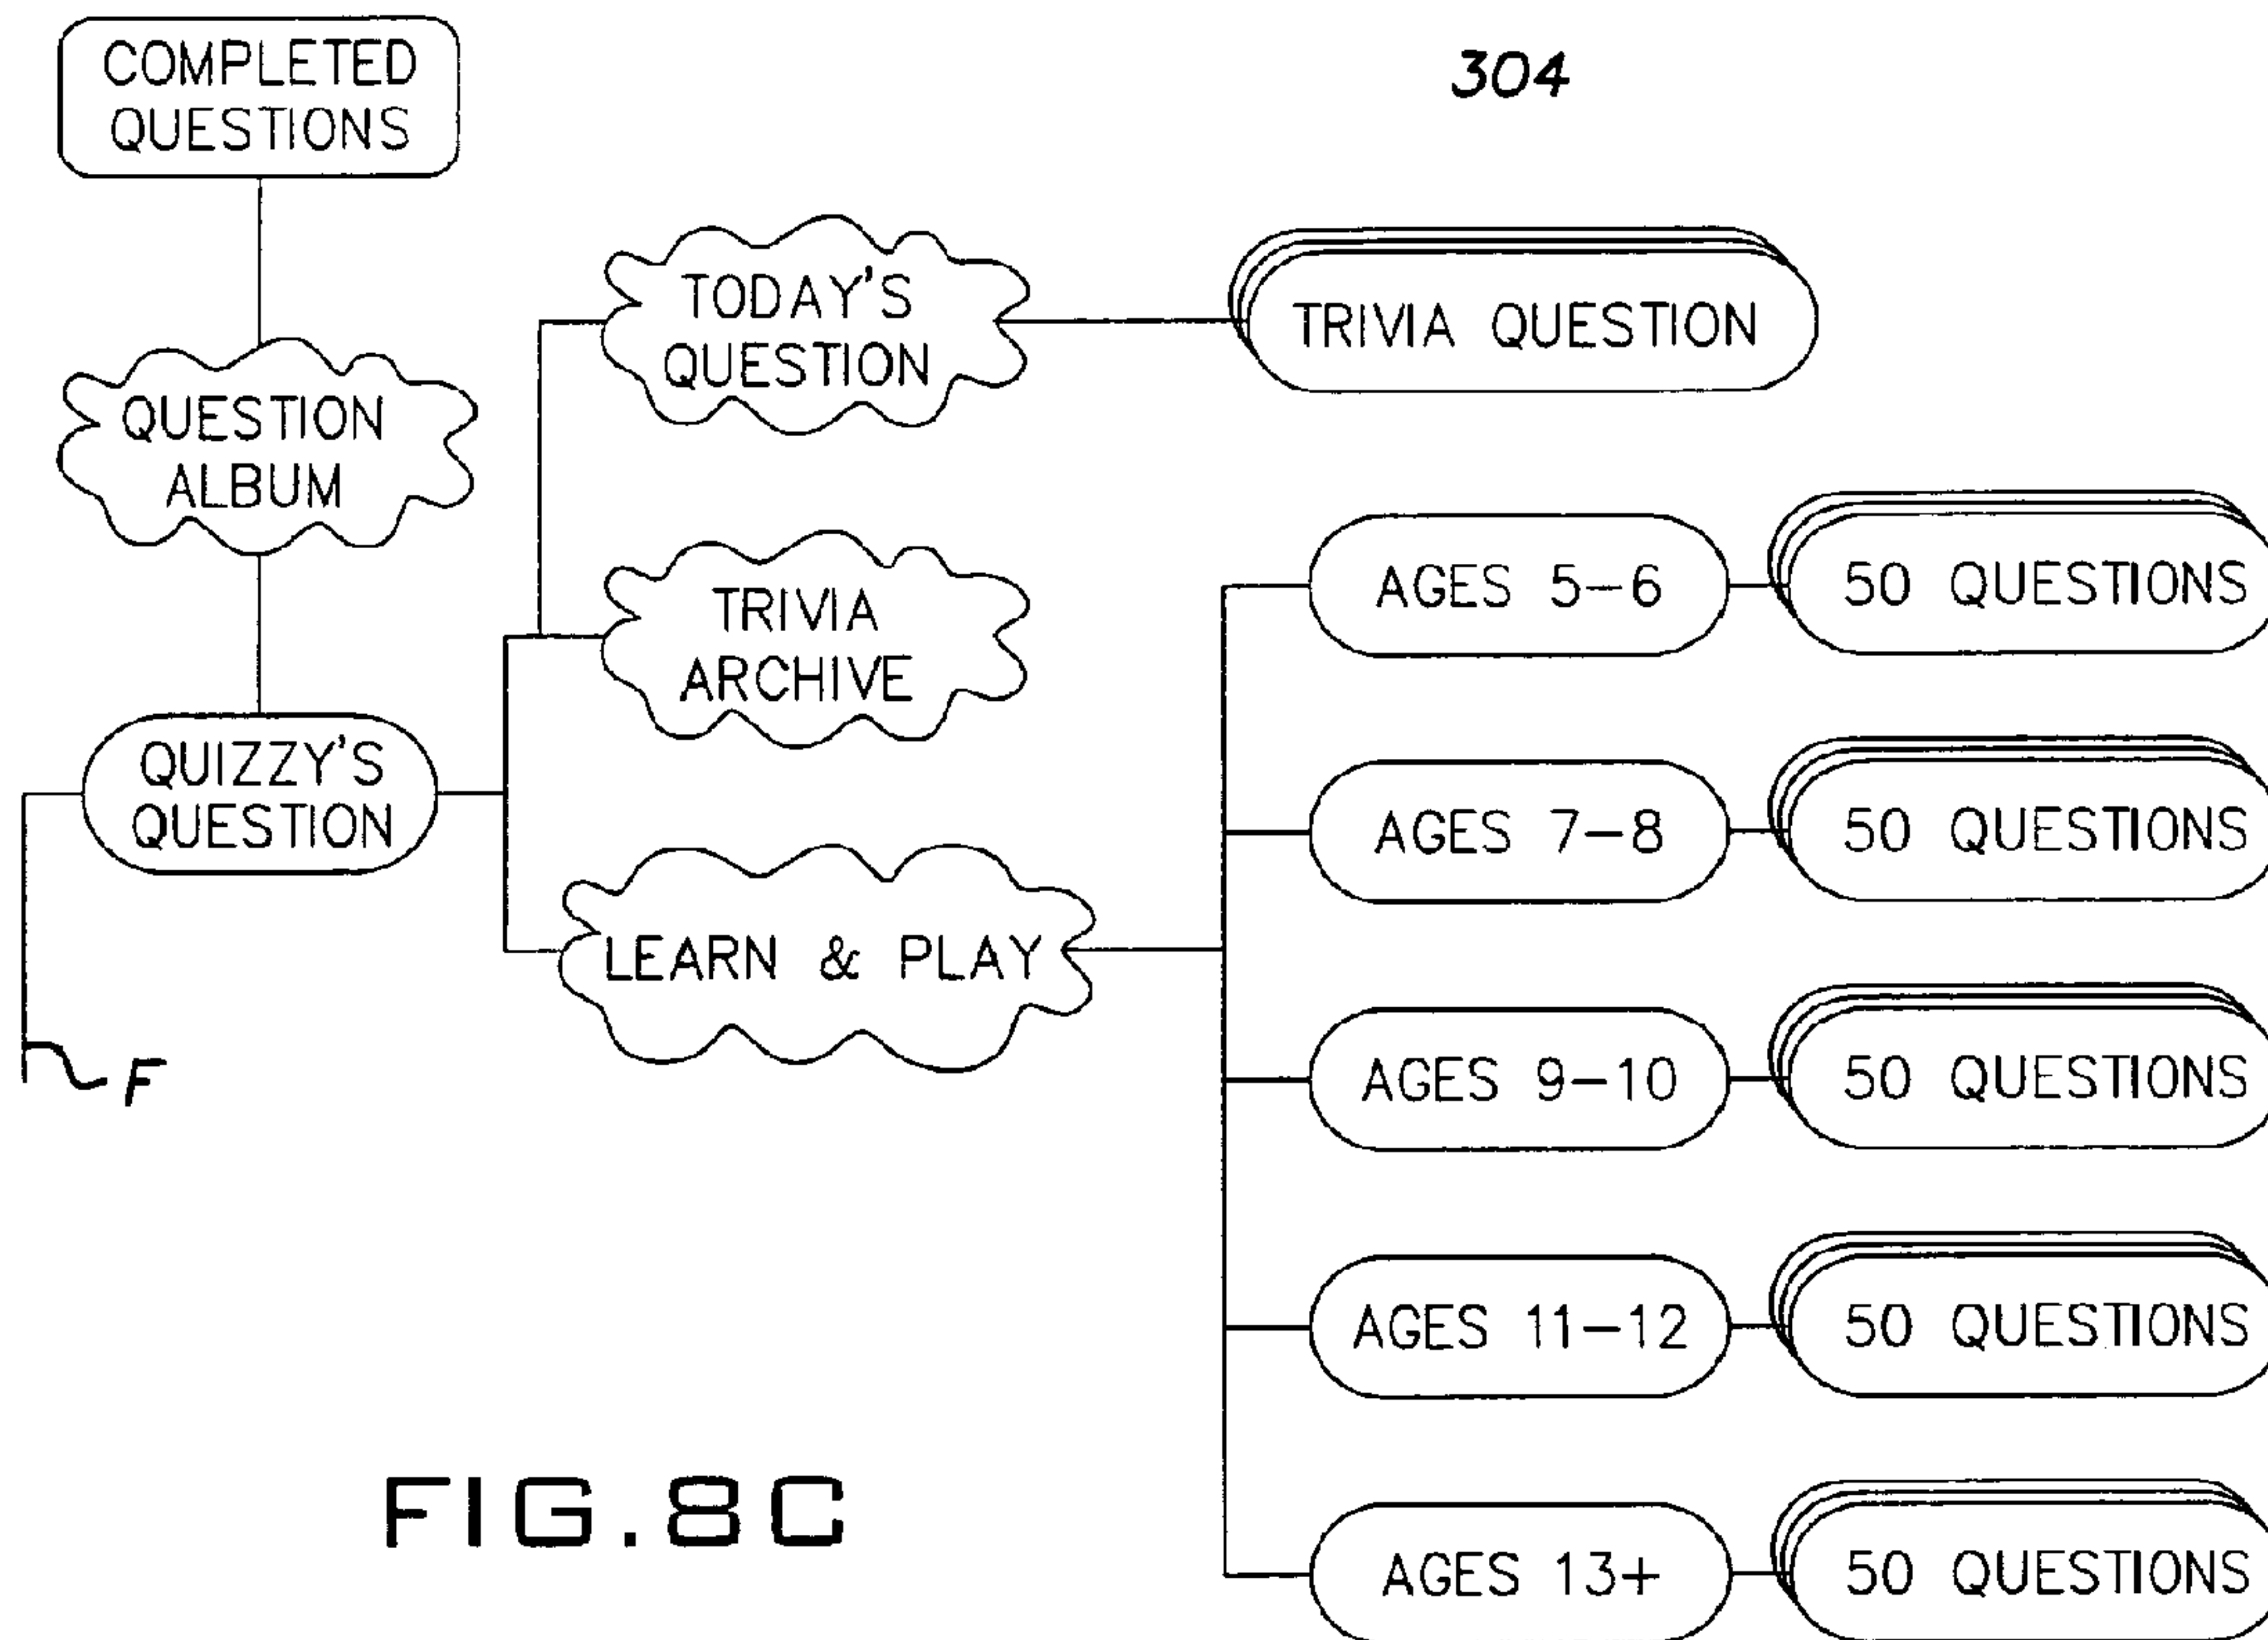 COMPLETED
QUESTIONS
304
TODAY'S
QUESTION
TRIVIA QUESTION
QUESTION
ALBUM
TRIVIA
ARCHIVE
QUIZZY'S
QUESTION
LEARN & PLAY
AGES 5-6
50 QUESTIONS
AGES 7-8
50 QUESTIONS
AGES 9-10
50 QUESTIONS
AGES 11-12
50 QUESTIONS
AGES 13+
50 QUESTIONS
F
FIG.8C